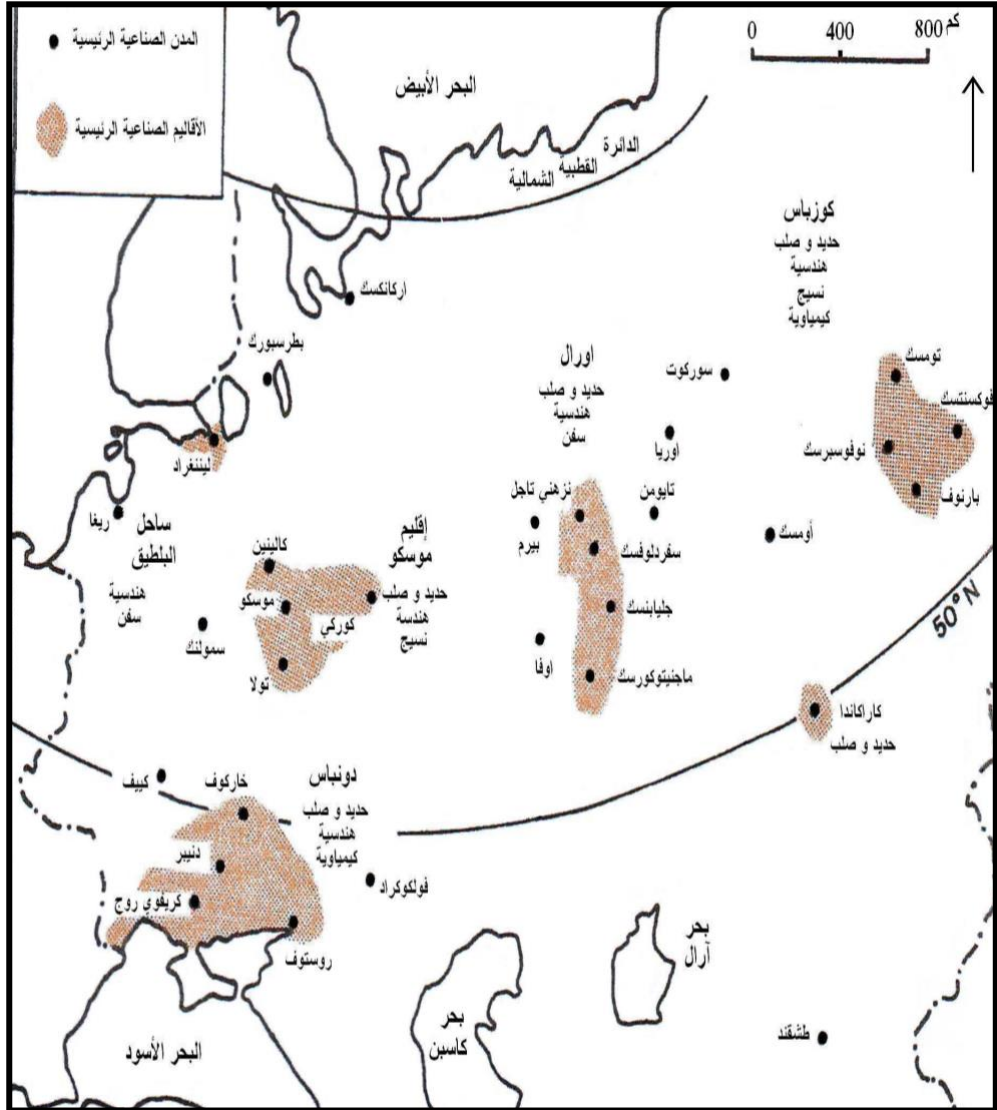 المدن الصناعية الرئيسية
الأقاليم الصناعية الرئيسية
0 400 800 كم
البحر الأبيض
الدائرة
القطبية
الشمالية
كوزباس
حديد و صلب
هندسية
نسيج
كيمياوية
اركانكسك
بطرسبورك
لينتغراد
ريغا
ساحل
البلطيق
هندسية
سفن
سمولنك
كالينين
موسكو
كوركي
تولا
إقليم
موسكو
حديد و صلب
هندسة
نسيج
اورال
حديد و صلب
هندسية
سفن
نزهني تاجل
بيرم
سفردلوفسك
جليابنسك
اوفا
ماجنيتوكورسك
سوركوت
اوريا
تايومن
أومسك
تومسك
فوكسنتسك
نوفوسبرسك
بارنوف
50°N
كاراكاندا
حديد و صلب
كييف
خاركوف
دنيبر
كريفوي روج
روستوف
دونباس
حديد و صلب
هندسية
كيمياوية
فولكوكراد
البحر الأسود
بحر
كاسبن
بحر
آرال
طشقند